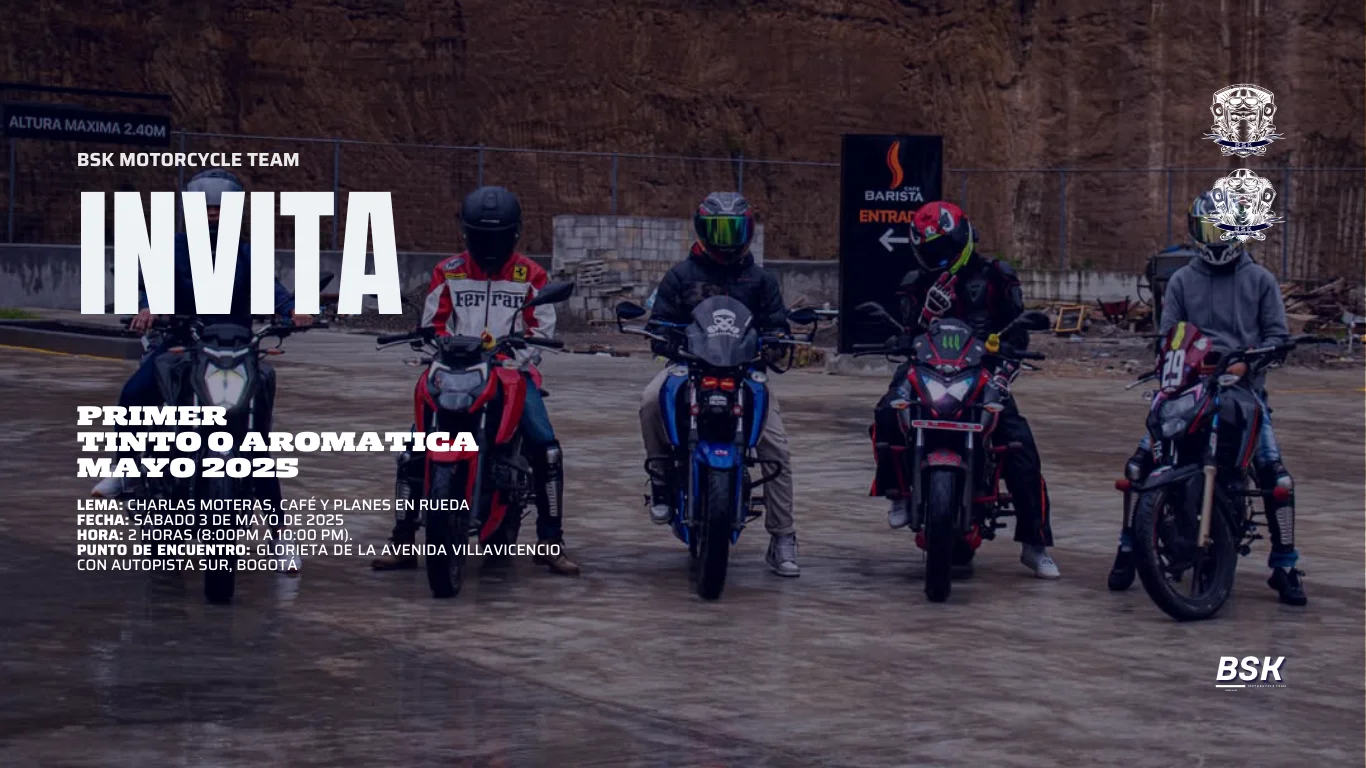 ALTURA MAXIMA 2.40M
BSK MOTORCYCLE TEAM
INVITA
CAFE
BARISTA
ENTRAD
Ferrari
29
PRIMER
TINTO O AROMATICA
MAYO 2025
LEMA: CHARLAS MOTERAS, CAFÉ Y PLANES EN RUEDA
FECHA: SÁBADO 3 DE MAYO DE 2025
HORA: 2 HORAS (8:00PM A 10:00 PM).
PUNTO DE ENCUENTRO: GLORIETA DE LA AVENIDA VILLAVICENCIO
CON AUTOPISTA SUR, BOGOTÁ
BSK
BSK
BSK